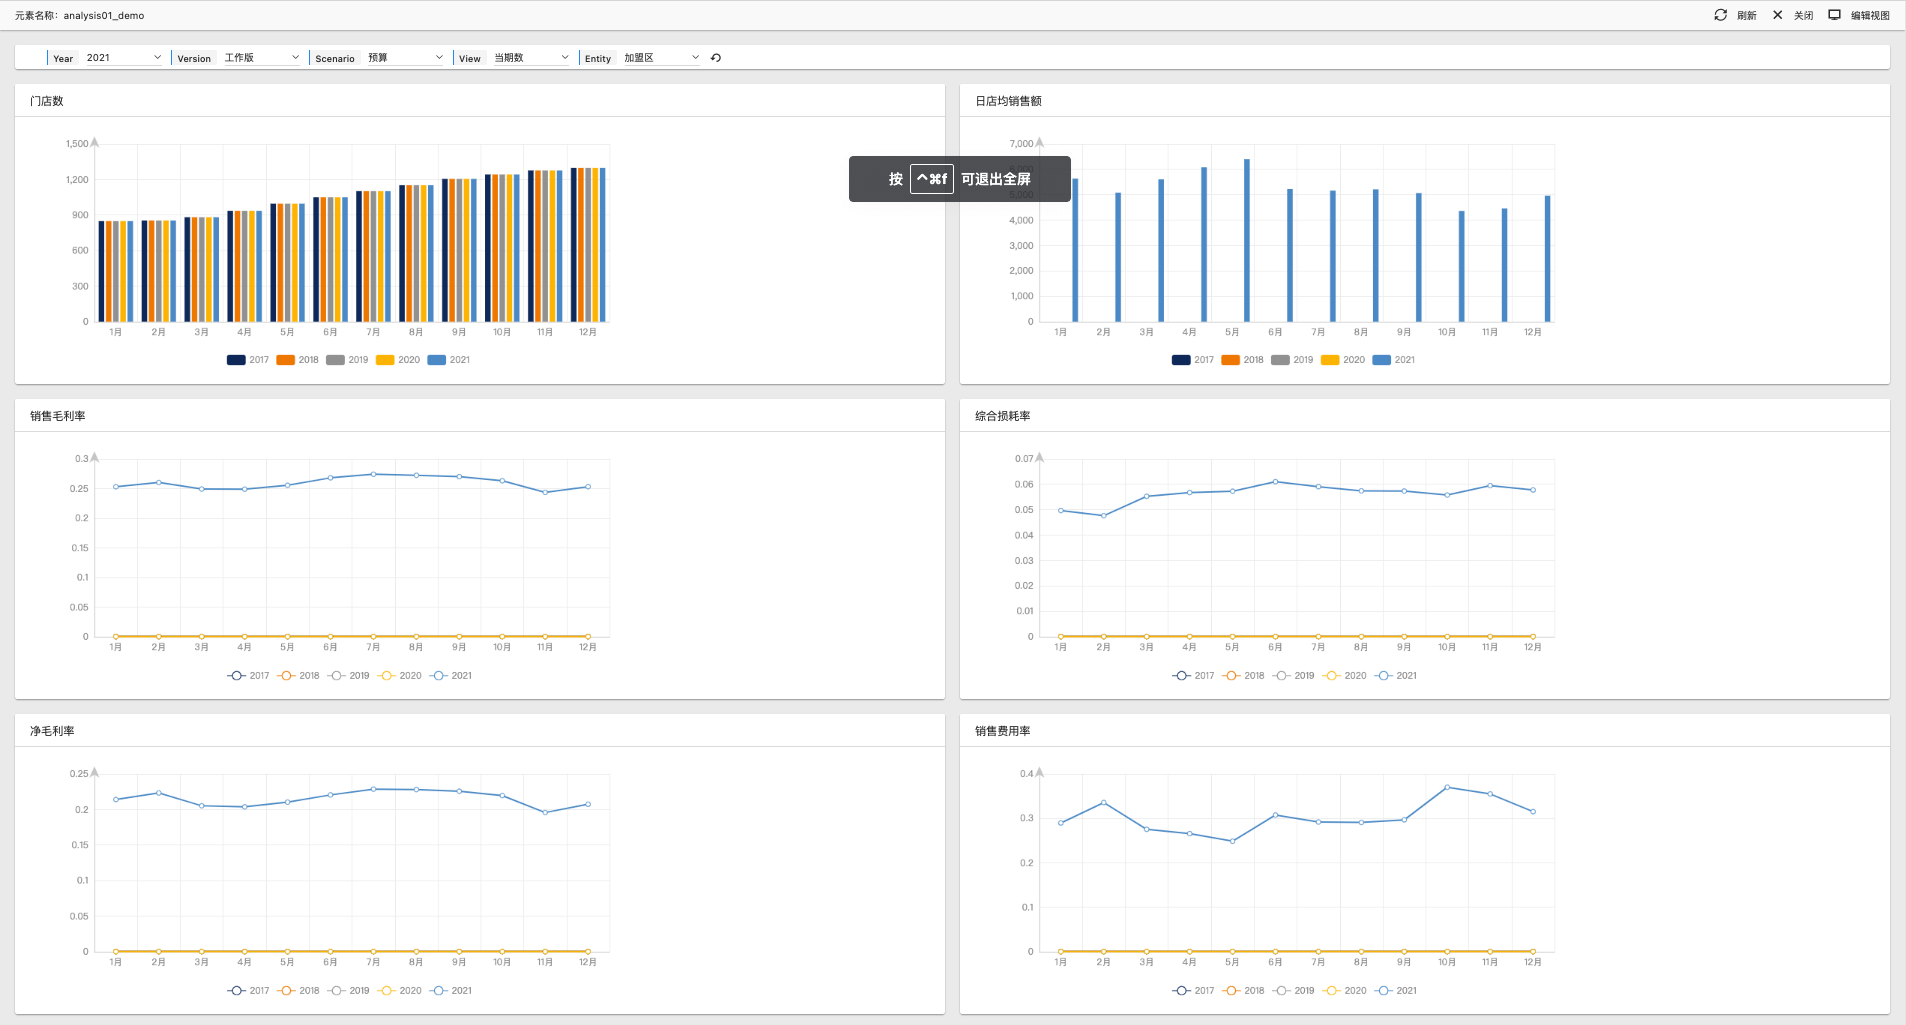 元素名称: analysis01_demo 刷新 关闭 编辑视图
Year 2021 Version 工作版 Scenario 预算 View 当期数 Entity 加盟区
门店数
1,500
1,200
900
600
300
0
1月 2月 3月 4月 5月 6月 7月 8月 9月 10月 11月 12月
2017 2018 2019 2020 2021
日店均销售额
按 ^⌘f 可退出全屏
7,000
5,000
4,000
3,000
2,000
1,000
0
1月 2月 3月 4月 5月 6月 7月 8月 9月 10月 11月 12月
2017 2018 2019 2020 2021
销售毛利率
0.3
0.25
0.2
0.15
0.1
0.05
0
1月 2月 3月 4月 5月 6月 7月 8月 9月 10月 11月 12月
2017 2018 2019 2020 2021
综合损耗率
0.07
0.06
0.05
0.04
0.03
0.02
0.01
0
1月 2月 3月 4月 5月 6月 7月 8月 9月 10月 11月 12月
2017 2018 2019 2020 2021
净毛利率
0.25
0.2
0.15
0.1
0.05
0
1月 2月 3月 4月 5月 6月 7月 8月 9月 10月 11月 12月
2017 2018 2019 2020 2021
销售费用率
0.4
0.3
0.2
0.1
0
1月 2月 3月 4月 5月 6月 7月 8月 9月 10月 11月 12月
2017 2018 2019 2020 2021